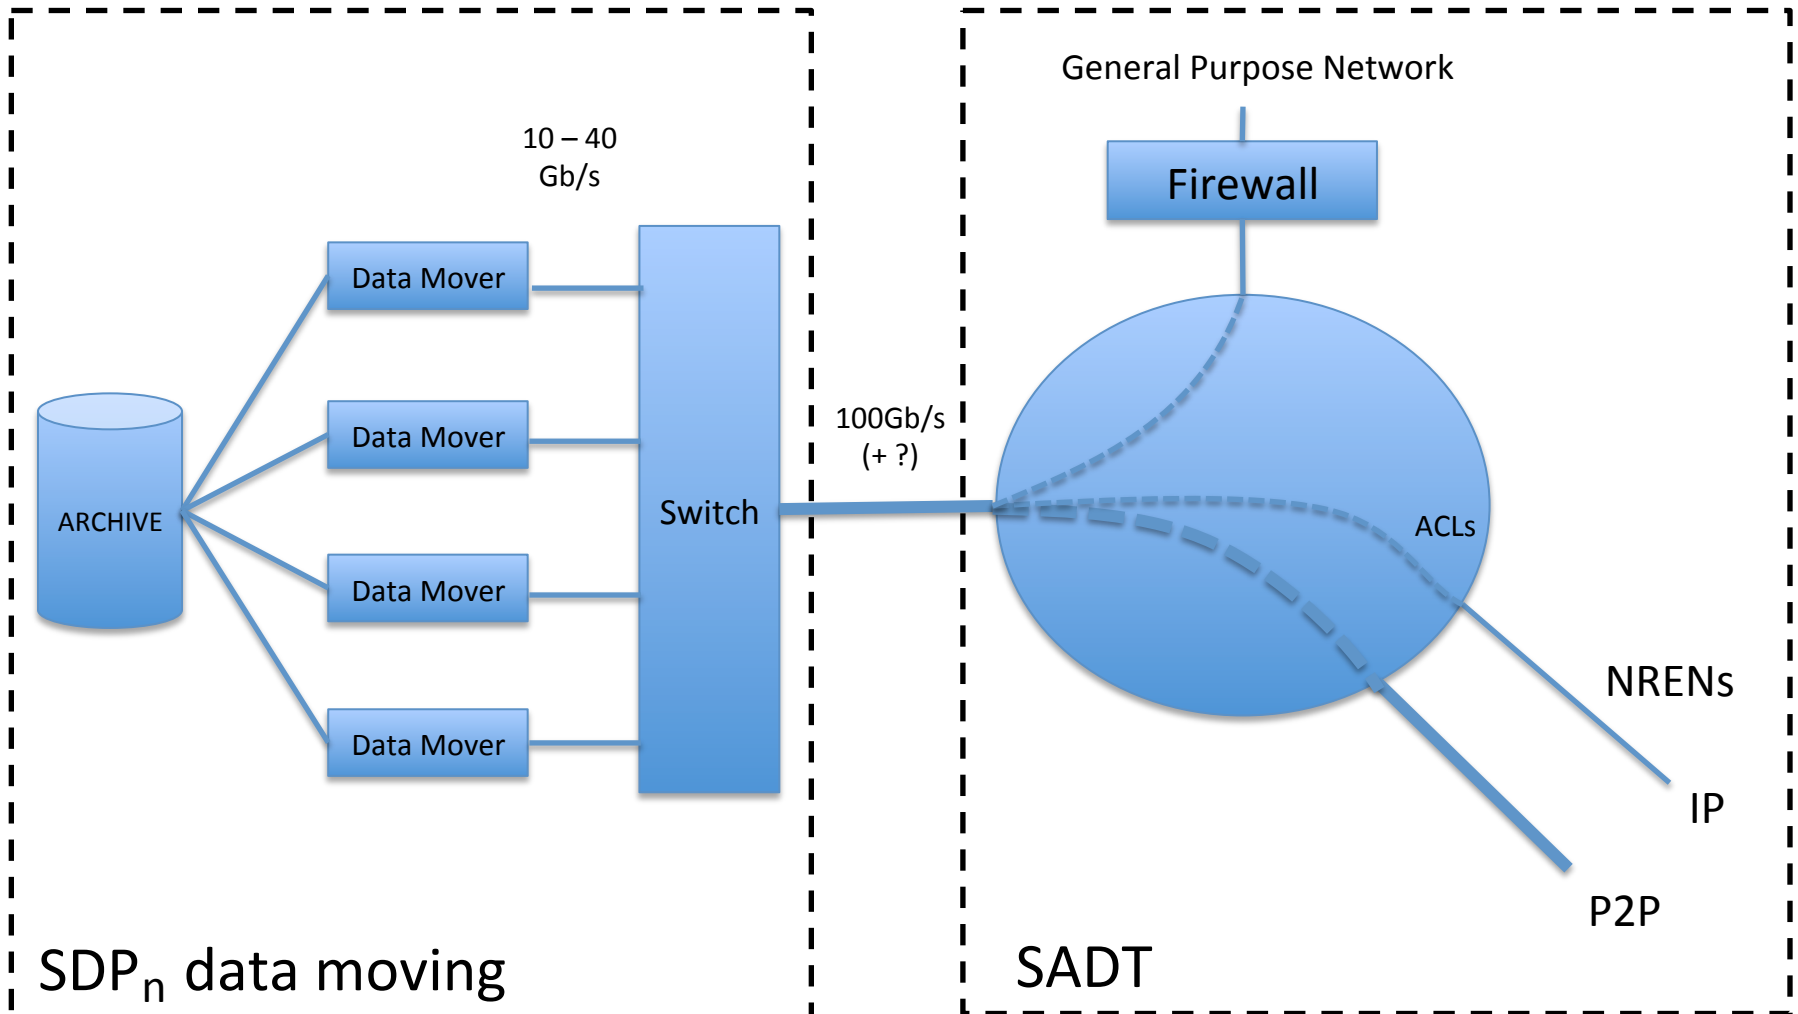 General Purpose Network
10 – 40
Gb/s
Firewall
Data Mover
Data Mover
100Gb/s
(+ ?)
ARCHIVE
Switch
ACLs
Data Mover
NRENs
Data Mover
IP
P2P
SDPn data moving
SADT